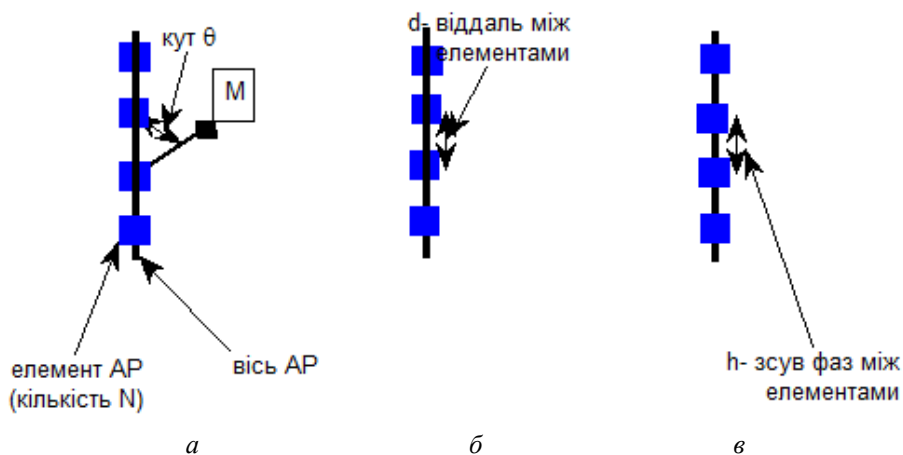 кут θ
М
d- віддаль між
елементами
елемент АР
(кількість N)
вісь АР
h- зсув фаз між
елементами
а
б
в